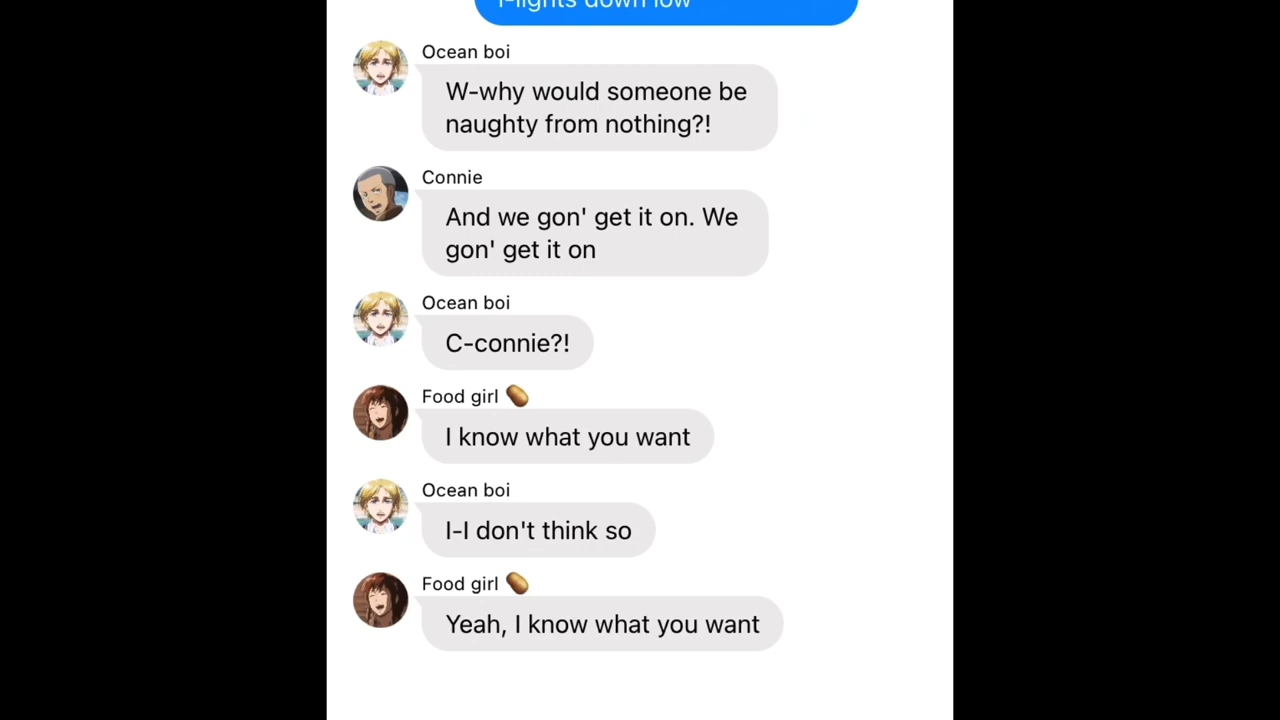 l-lights down low
Ocean boi
W-why would someone be
naughty from nothing?!
Connie
And we gon' get it on. We
gon' get it on
Ocean boi
C-connie?!
Food girl 🥔
I know what you want
Ocean boi
I-I don't think so
Food girl 🥔
Yeah, I know what you want